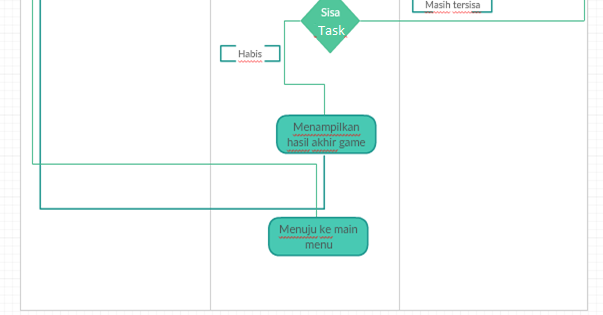 Masih tersisa
Sisa
Task
Habis
Menampilkan
hasil akhir game
Menuju ke main
menu